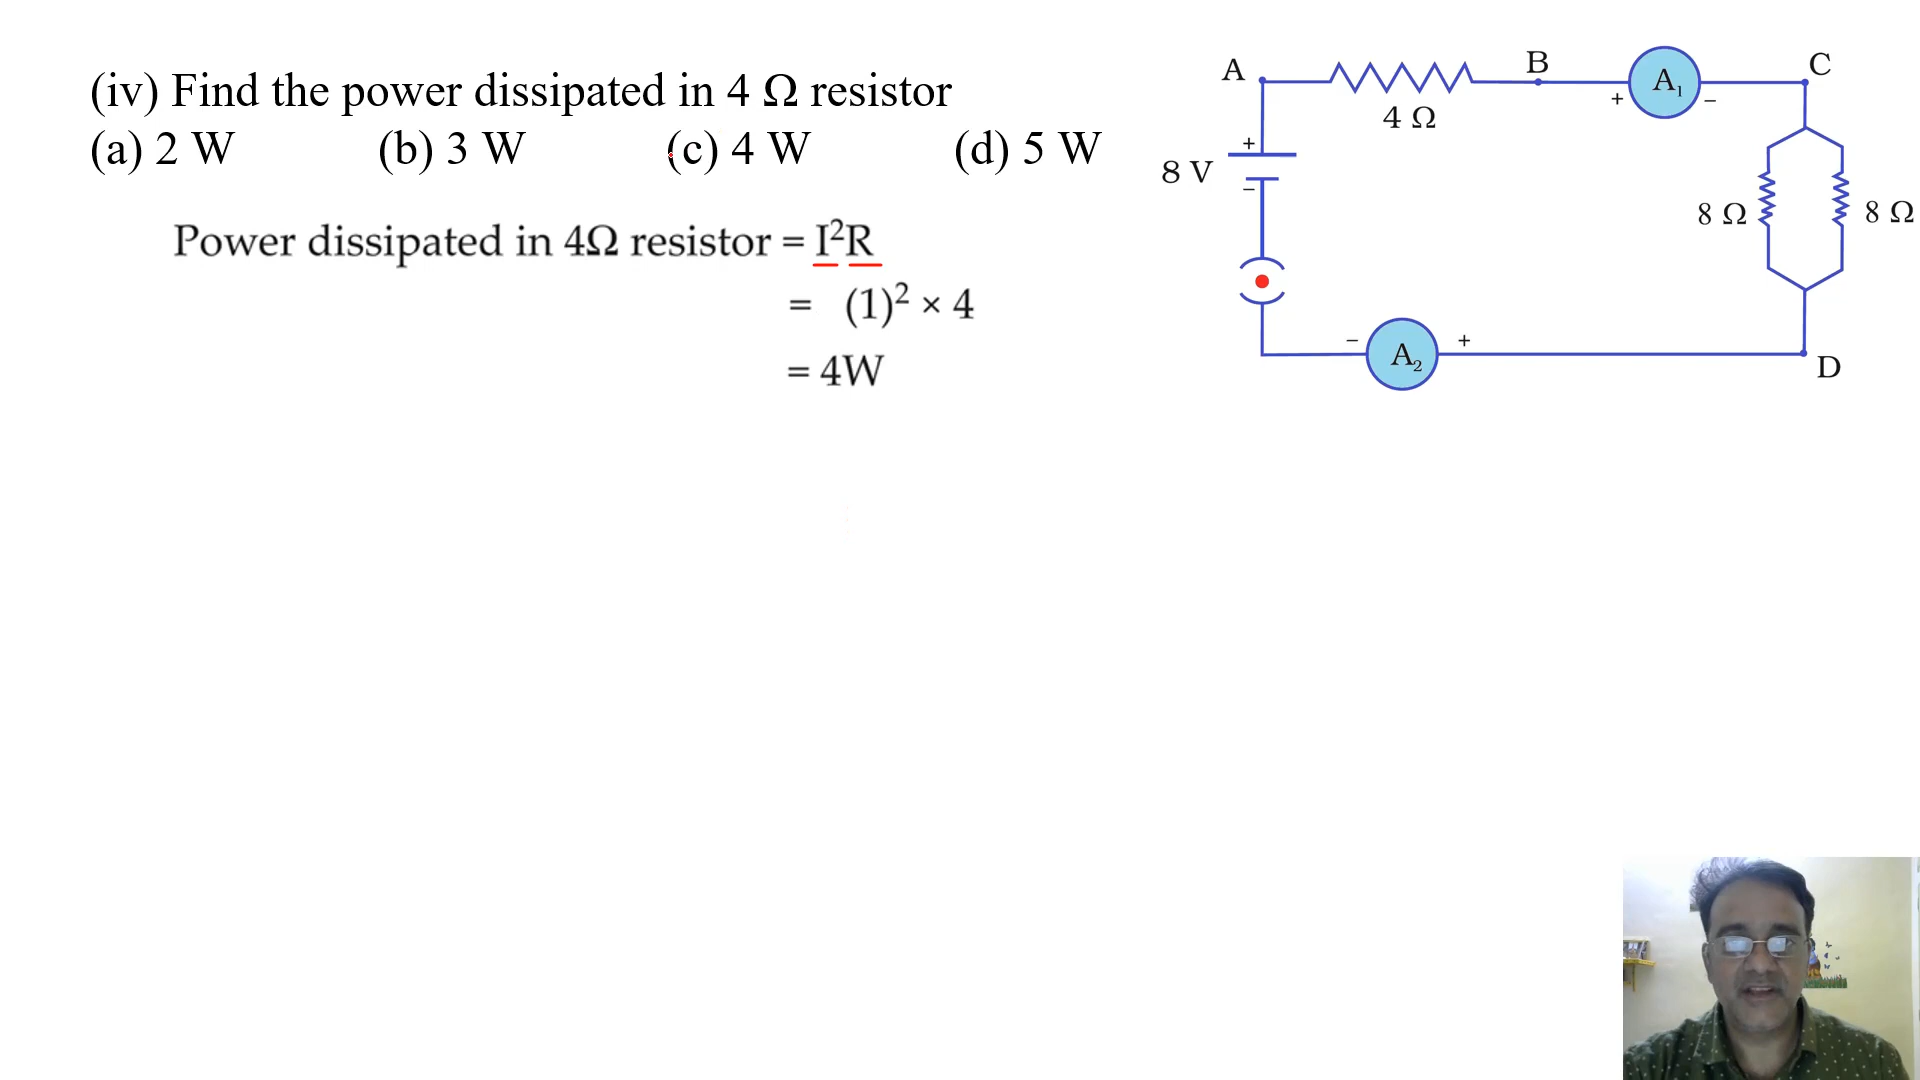 (iv) Find the power dissipated in 4 Ω resistor
(a) 2 W (b) 3 W (c) 4 W (d) 5 W
Power dissipated in 4Ω resistor = I²R
= (1)² × 4
= 4W
A
B
A₁
C
+
−
4 Ω
+
8 V
−
8 Ω
8 Ω
−
A₂
+
D